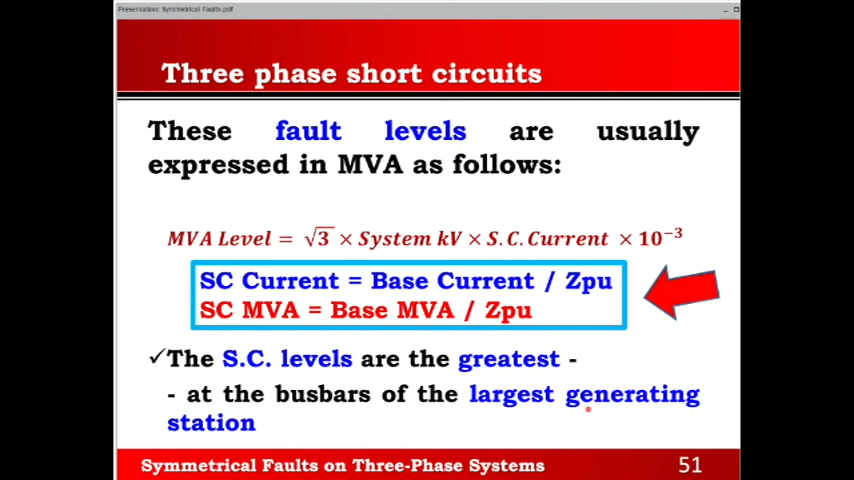 Presentation: Symmetrical Faults.pdf
Three phase short circuits
These fault levels are usually
expressed in MVA as follows:
MVA Level = √3 × System kV × S.C. Current × 10⁻³
SC Current = Base Current / Zpu
SC MVA = Base MVA / Zpu
✓The S.C. levels are the greatest -
- at the busbars of the largest generating
station
Symmetrical Faults on Three-Phase Systems 51